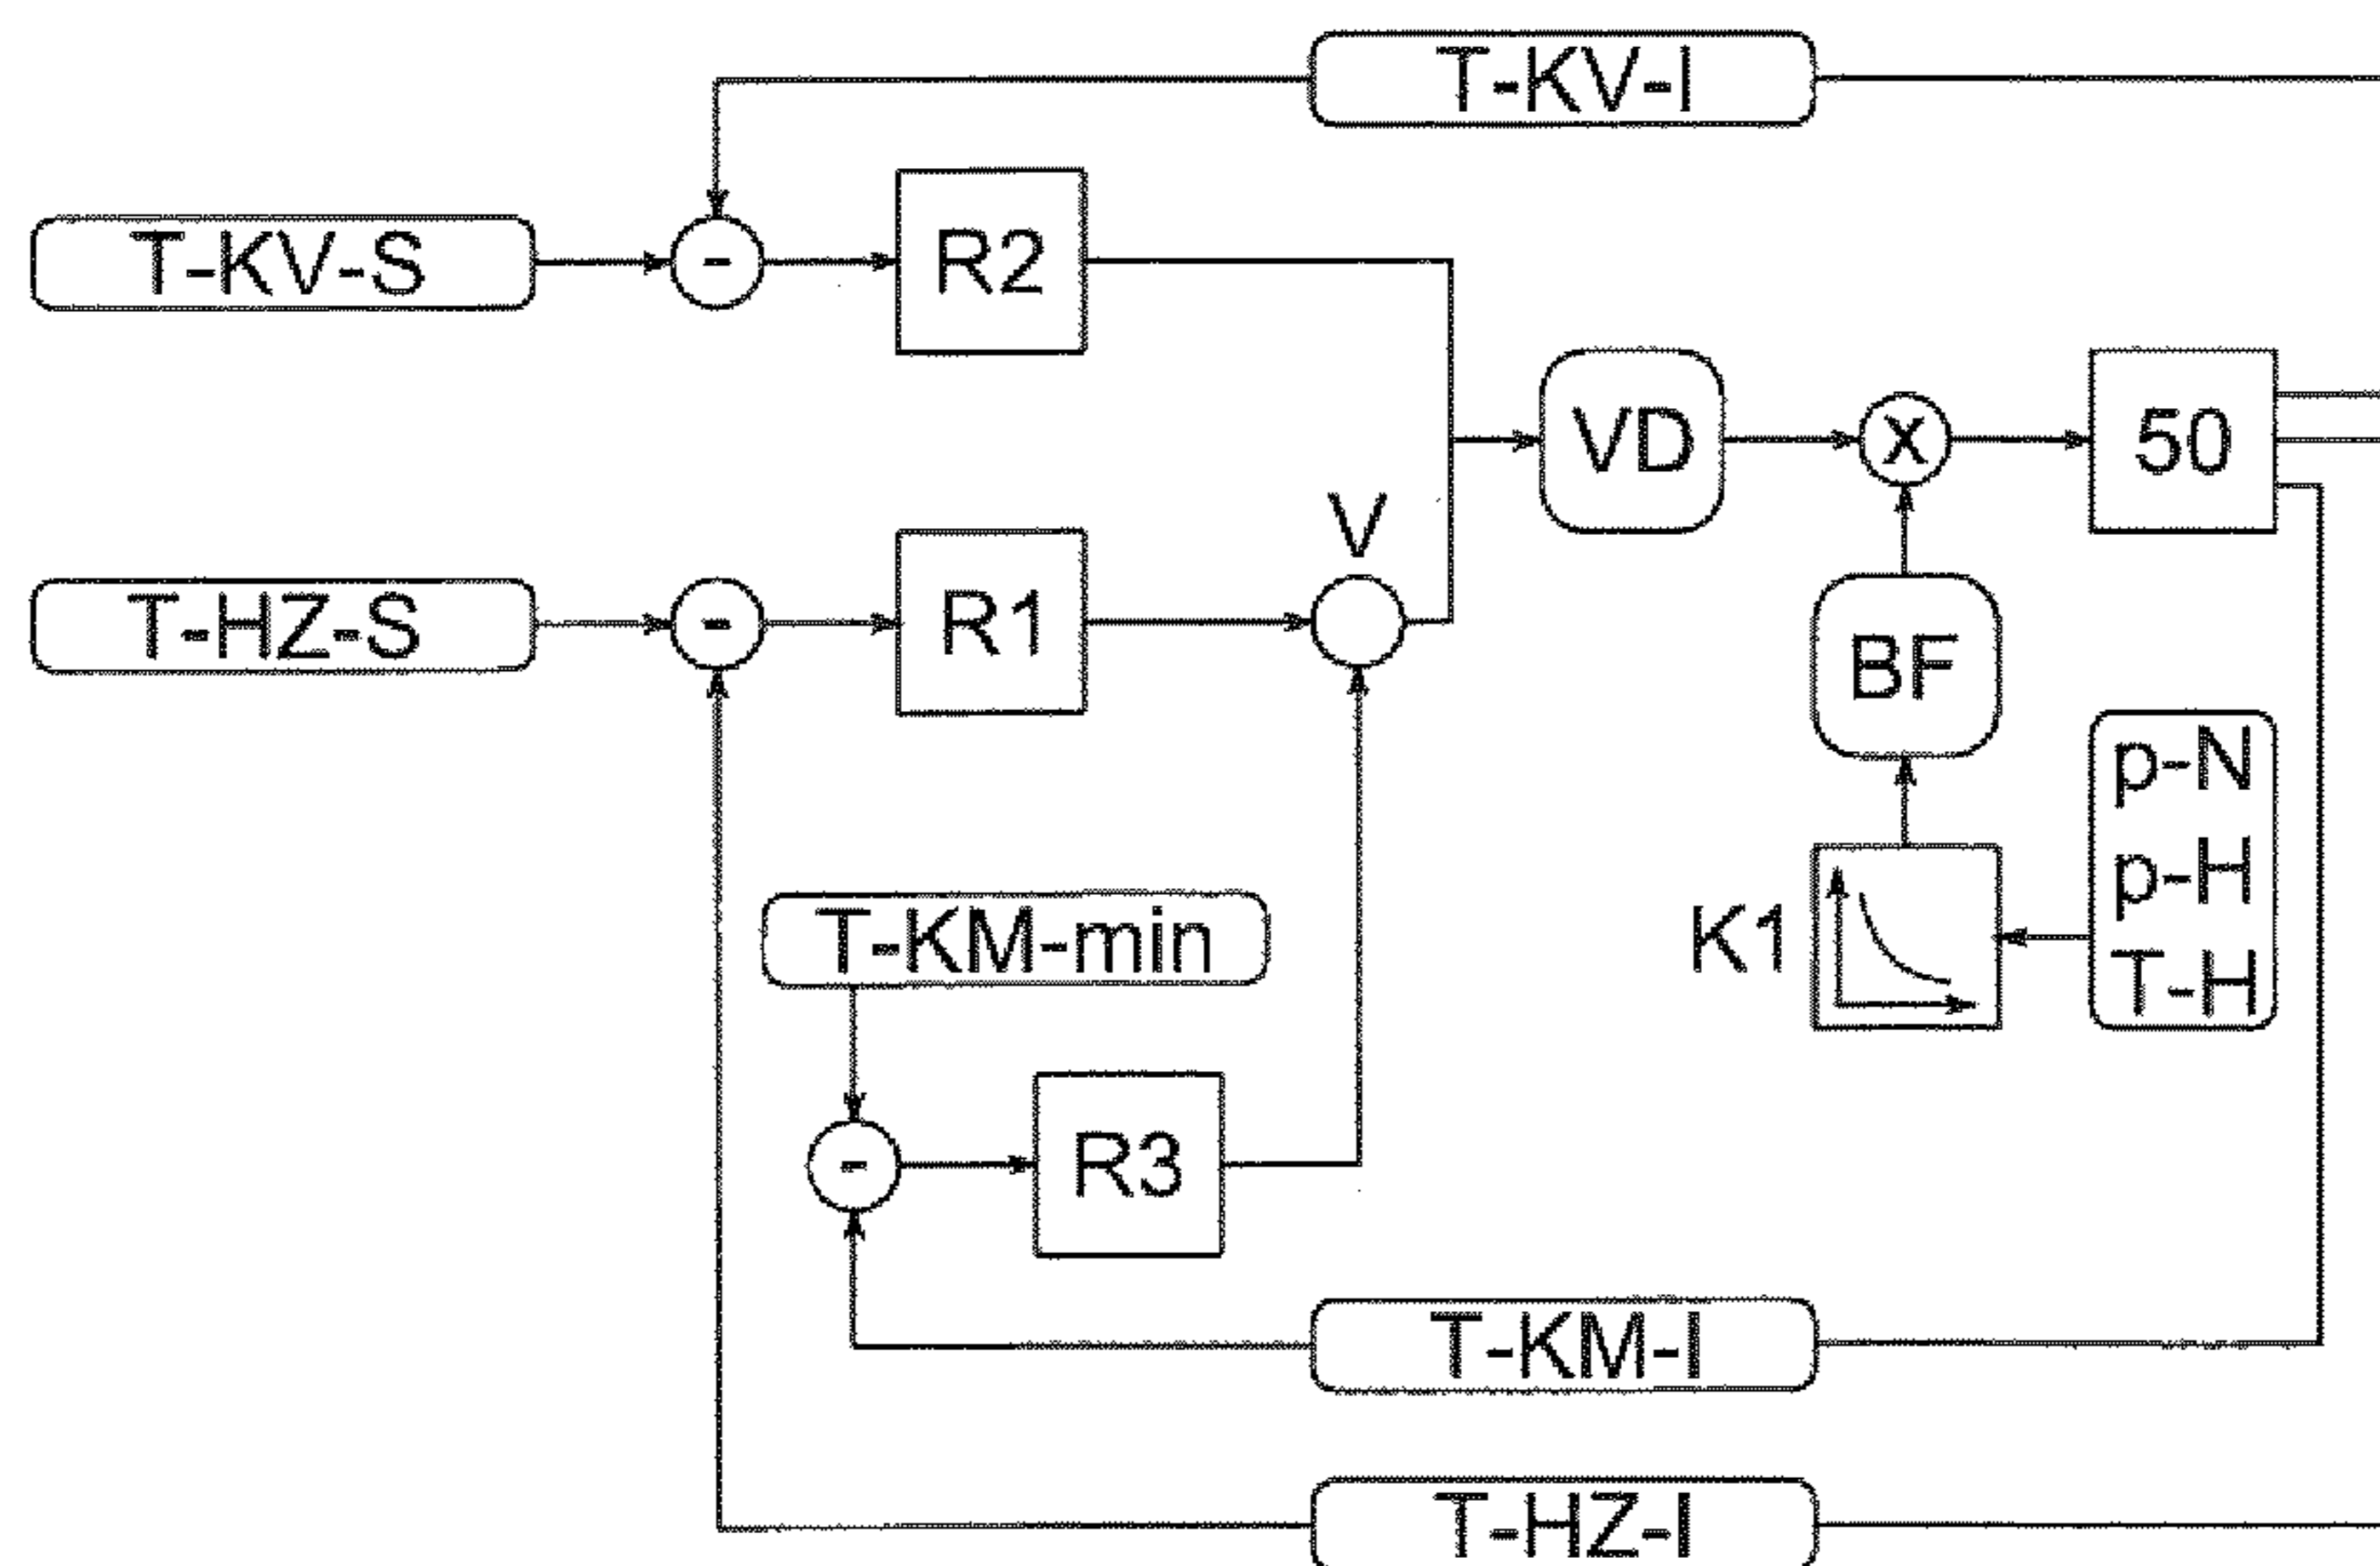 T-KV-I
T-KV-S
-
R2
VD
x
50
V
T-HZ-S
-
R1
BF
p-N
p-H
T-H
K1
T-KM-min
-
R3
T-KM-I
T-HZ-I